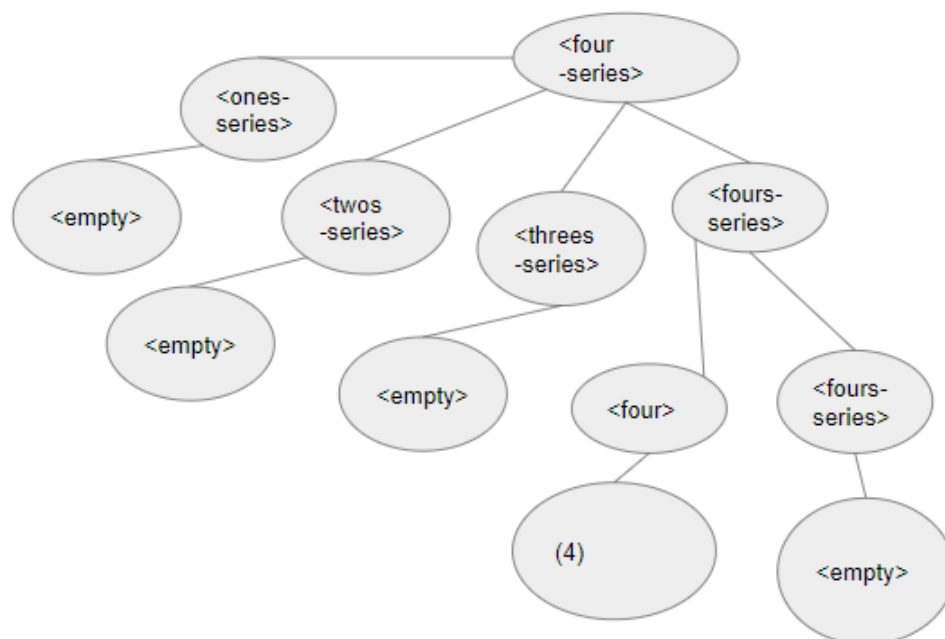 <four
-series>
<ones-
series>
<empty>
<twos
-series>
<fours-
series>
<threes
-series>
<empty>
<empty>
<four>
<fours-
series>
(4)
<empty>